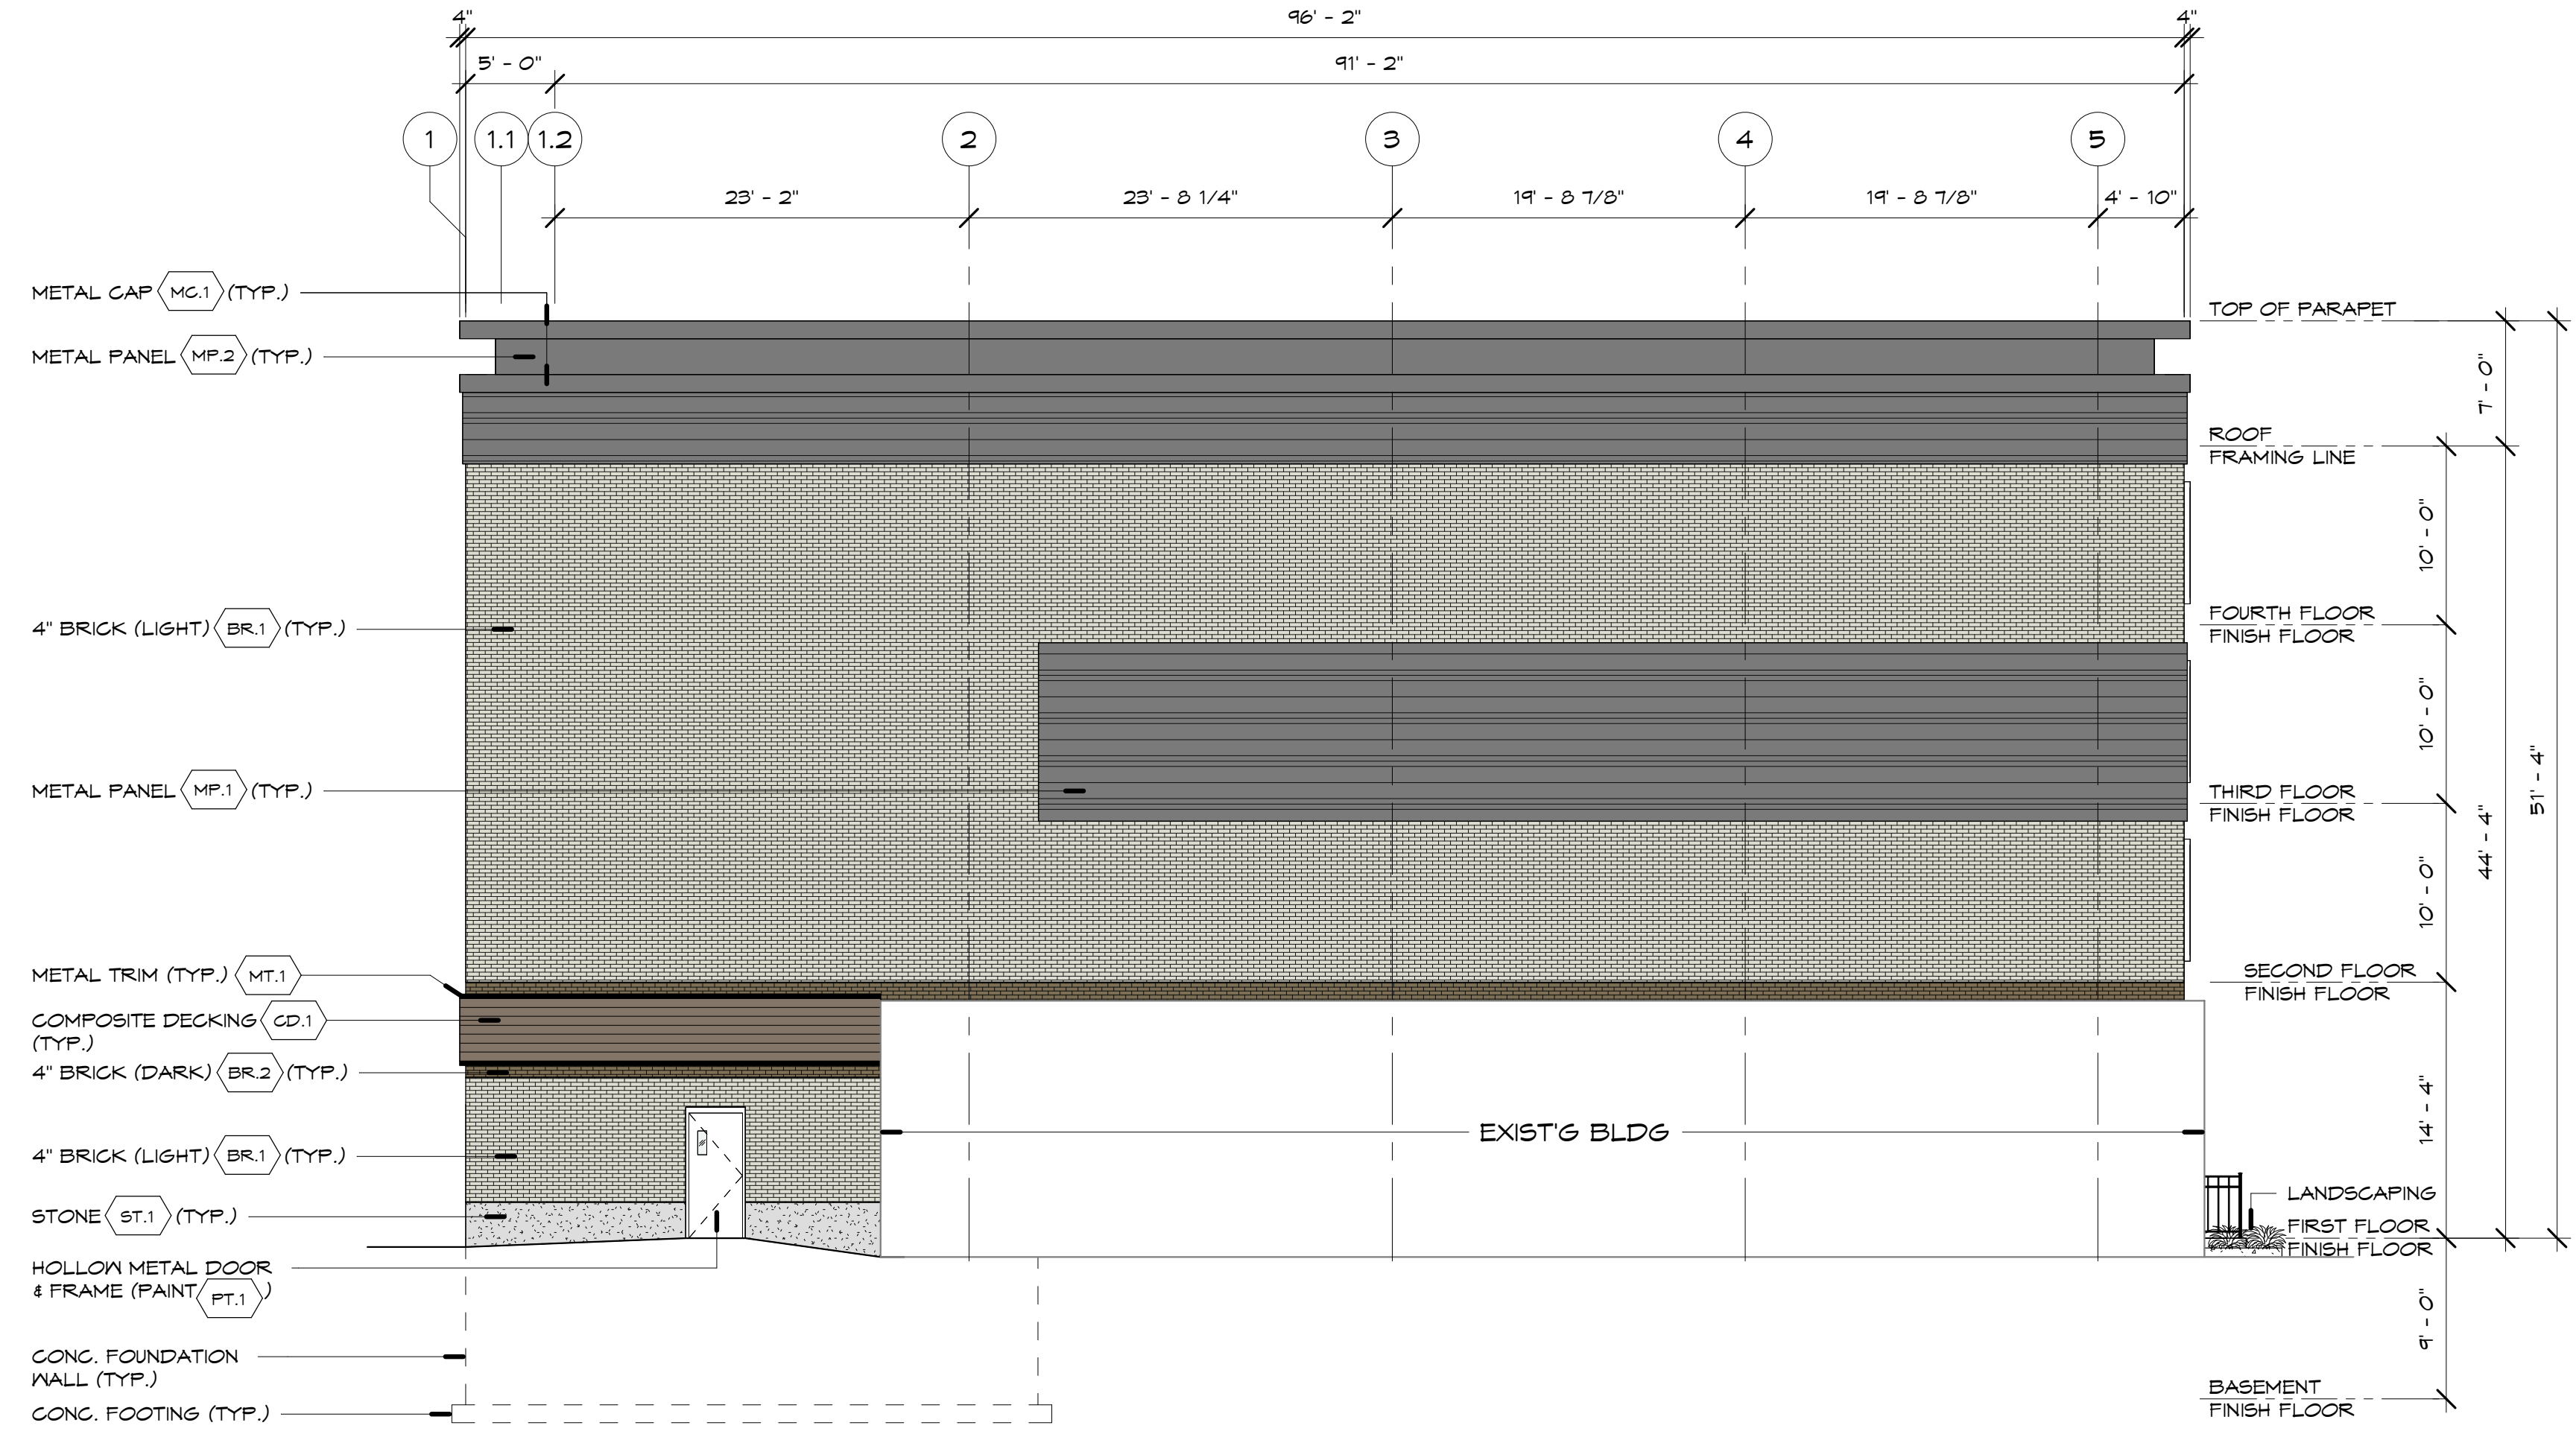 4" 96' - 2" 4"
5' - 0" 91' - 2"
1 1.1 1.2 2 3 4 5
23' - 2" 23' - 8 1/4" 19' - 8 7/8" 19' - 8 7/8" 4' - 10"
METAL CAP MC.1 (TYP.)
METAL PANEL MP.2 (TYP.)
4" BRICK (LIGHT) BR.1 (TYP.)
METAL PANEL MP.1 (TYP.)
METAL TRIM (TYP.) MT.1
COMPOSITE DECKING CD.1
(TYP.)
4" BRICK (DARK) BR.2 (TYP.)
4" BRICK (LIGHT) BR.1 (TYP.)
STONE ST.1 (TYP.)
HOLLOW METAL DOOR
& FRAME (PAINT PT.1 )
CONC. FOUNDATION
WALL (TYP.)
CONC. FOOTING (TYP.)
EXIST'G BLDG
TOP OF PARAPET
ROOF
FRAMING LINE
FOURTH FLOOR
FINISH FLOOR
THIRD FLOOR
FINISH FLOOR
SECOND FLOOR
FINISH FLOOR
LANDSCAPING
FIRST FLOOR
FINISH FLOOR
BASEMENT
FINISH FLOOR
10' - 0"
10' - 0"
10' - 0"
14' - 4"
9' - 0"
7' - 0"
44' - 4"
51' - 4"